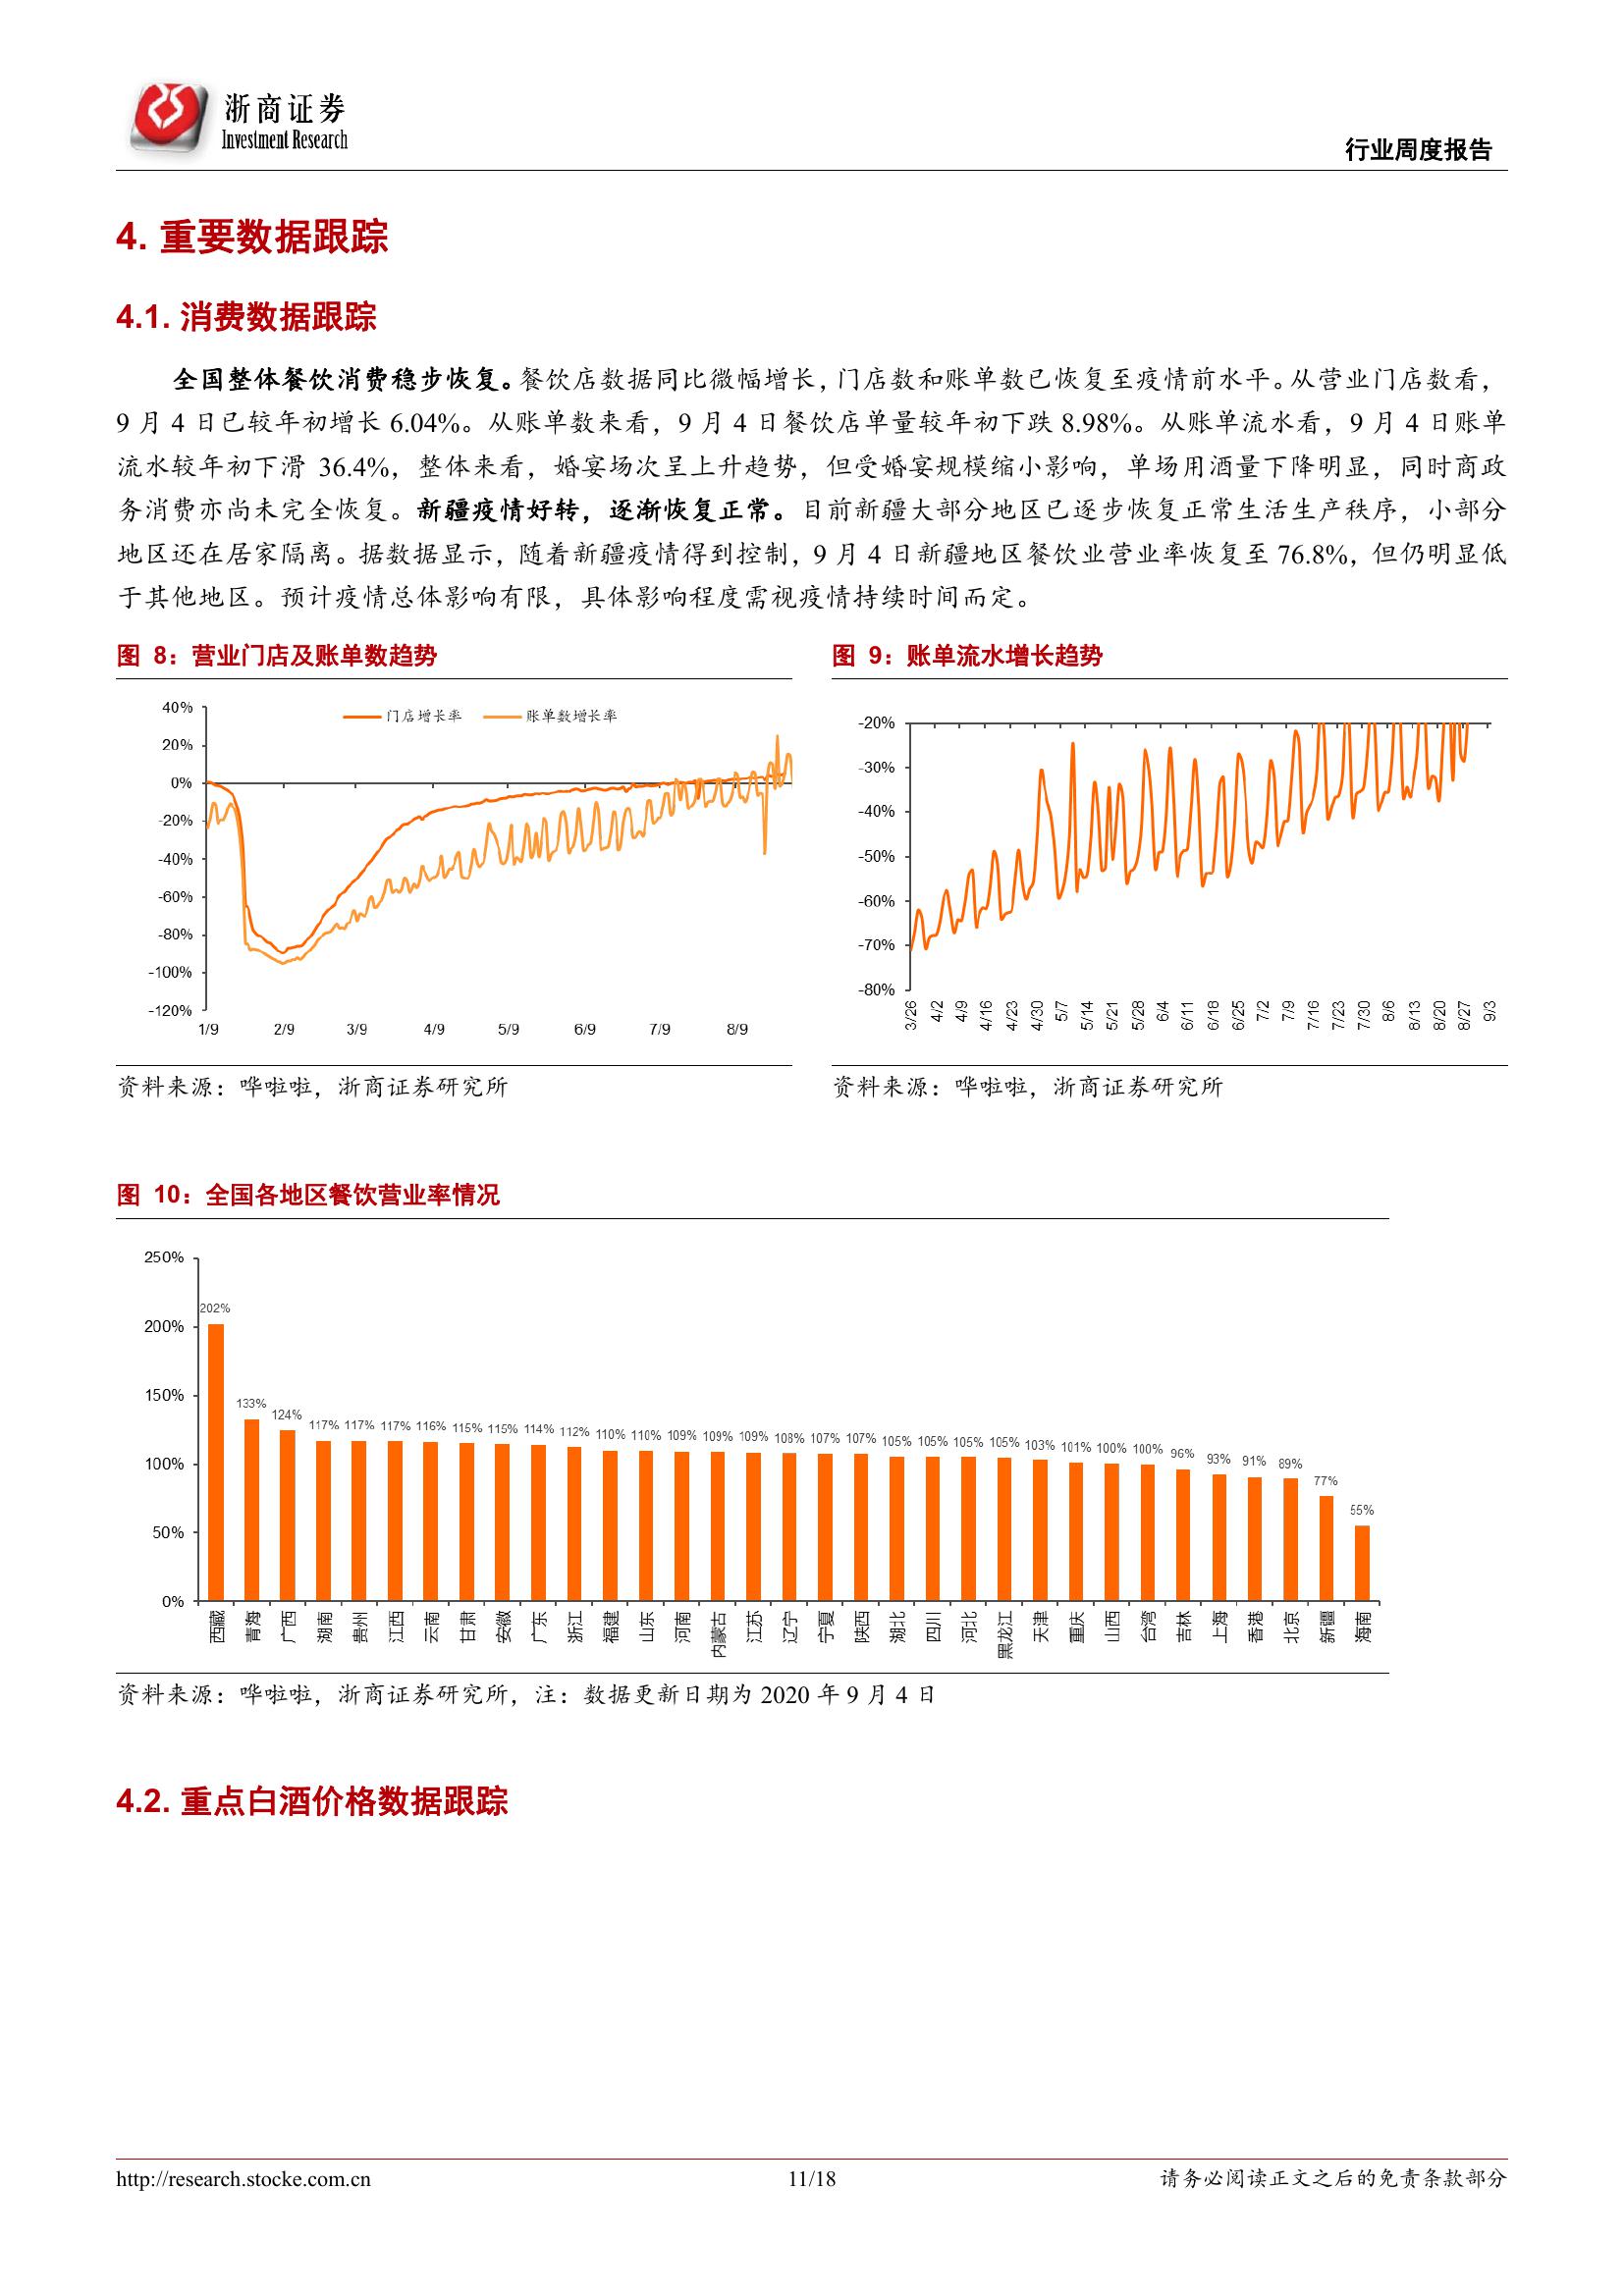 浙商证券
Investment Research
行业周度报告
4. 重要数据跟踪
4.1. 消费数据跟踪
全国整体餐饮消费稳步恢复。餐饮店数据同比微幅增长，门店数和账单数已恢复至疫情前水平。从营业门店数看，
9 月 4 日已较年初增长 6.04%。从账单数来看，9 月 4 日餐饮店单量较年初下跌 8.98%。从账单流水看，9 月 4 日账单
流水较年初下滑 36.4%，整体来看，婚宴场次呈上升趋势，但受婚宴规模缩小影响，单场用酒量下降明显，同时商政
务消费亦尚未完全恢复。新疆疫情好转，逐渐恢复正常。目前新疆大部分地区已逐步恢复正常生活生产秩序，小部分
地区还在居家隔离。据数据显示，随着新疆疫情得到控制，9 月 4 日新疆地区餐饮业营业率恢复至 76.8%，但仍明显低
于其他地区。预计疫情总体影响有限，具体影响程度需视疫情持续时间而定。
图 8：营业门店及账单数趋势
门店增长率 账单数增长率
40%
20%
0%
-20%
-40%
-60%
-80%
-100%
-120%
1/9 2/9 3/9 4/9 5/9 6/9 7/9 8/9
资料来源：哗啦啦，浙商证券研究所
图 9：账单流水增长趋势
-20%
-30%
-40%
-50%
-60%
-70%
-80%
3/26 4/2 4/9 4/16 4/23 4/30 5/7 5/14 5/21 5/28 6/4 6/11 6/18 6/25 7/2 7/9 7/16 7/23 7/30 8/6 8/13 8/20 8/27 9/3
资料来源：哗啦啦，浙商证券研究所
图 10：全国各地区餐饮营业率情况
250%
200%
150%
100%
50%
0%
202% 133% 124% 117% 117% 117% 116% 115% 115% 114% 112% 110% 110% 109% 109% 109% 108% 107% 107% 105% 105% 105% 105% 103% 101% 100% 100% 96% 93% 91% 89% 77% 55%
西藏 青海 广西 湖南 贵州 江西 云南 甘肃 安徽 广东 浙江 福建 山东 河南 内蒙古 江苏 辽宁 宁夏 陕西 湖北 四川 河北 黑龙江 天津 重庆 山西 台湾 吉林 上海 香港 北京 新疆 海南
资料来源：哗啦啦，浙商证券研究所，注：数据更新日期为 2020 年 9 月 4 日
4.2. 重点白酒价格数据跟踪
http://research.stocke.com.cn
11/18
请务必阅读正文之后的免责条款部分